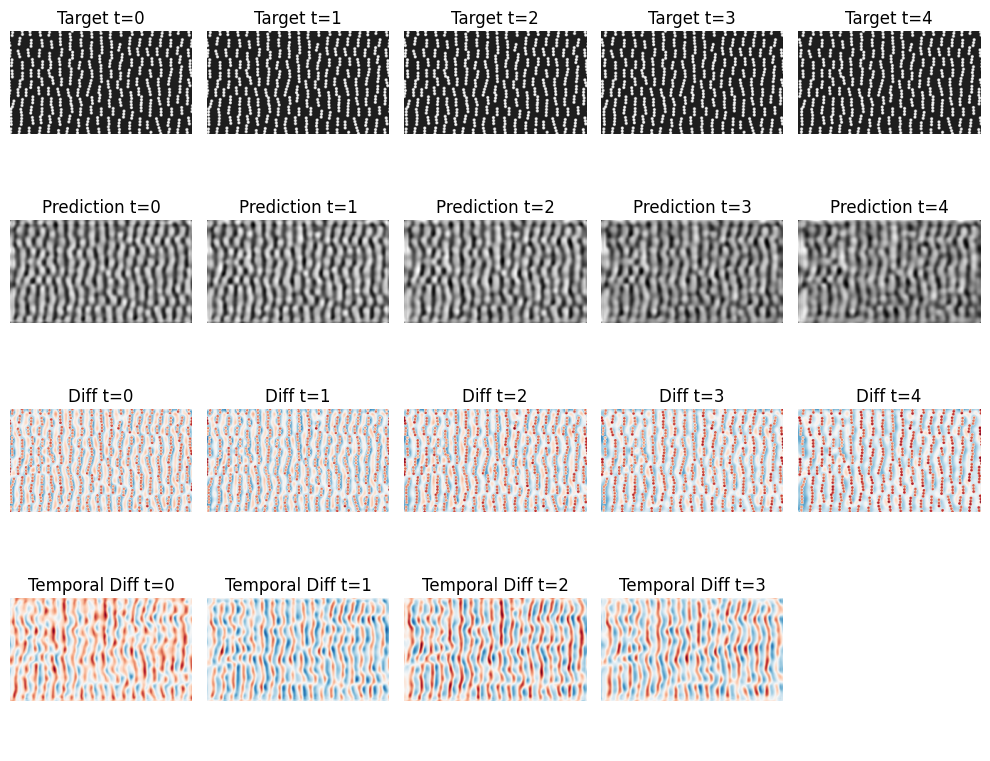 Target t=0 Target t=1 Target t=2 Target t=3 Target t=4
Prediction t=0 Prediction t=1 Prediction t=2 Prediction t=3 Prediction t=4
Diff t=0 Diff t=1 Diff t=2 Diff t=3 Diff t=4
Temporal Diff t=0 Temporal Diff t=1 Temporal Diff t=2 Temporal Diff t=3